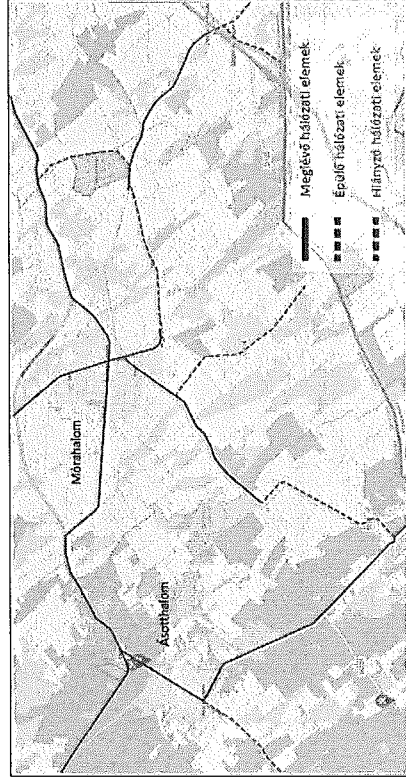 Mórahalom
Ásotthalom
Meglévő hálózati elemek
Épülő hálózati elemek
Hiányzó hálózati elemek